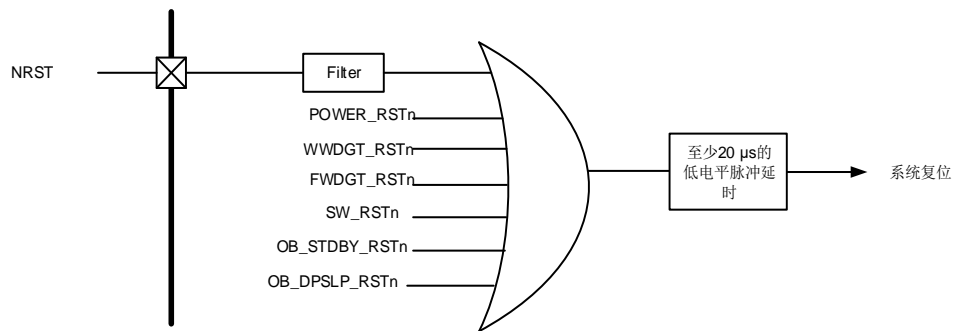 NRST
Filter
POWER_RSTn
WWDGT_RSTn
FWDGT_RSTn
SW_RSTn
OB_STDBY_RSTn
OB_DPSLP_RSTn
至少20 μs的
低电平脉冲延
时
系统复位